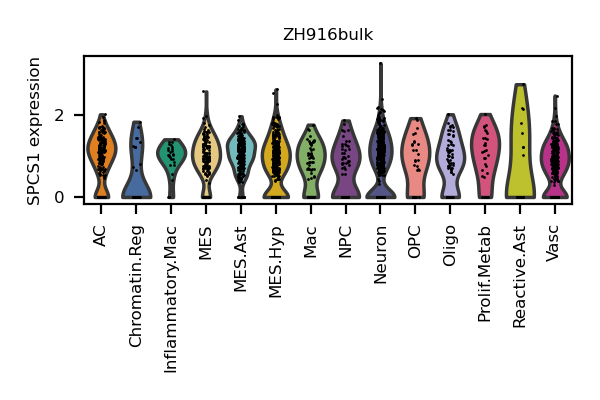 ZH916bulk
SPCS1 expression
2
0
AC
Chromatin.Reg
Inflammatory.Mac
MES
MES.Ast
MES.Hyp
Mac
NPC
Neuron
OPC
Oligo
Prolif.Metab
Reactive.Ast
Vasc